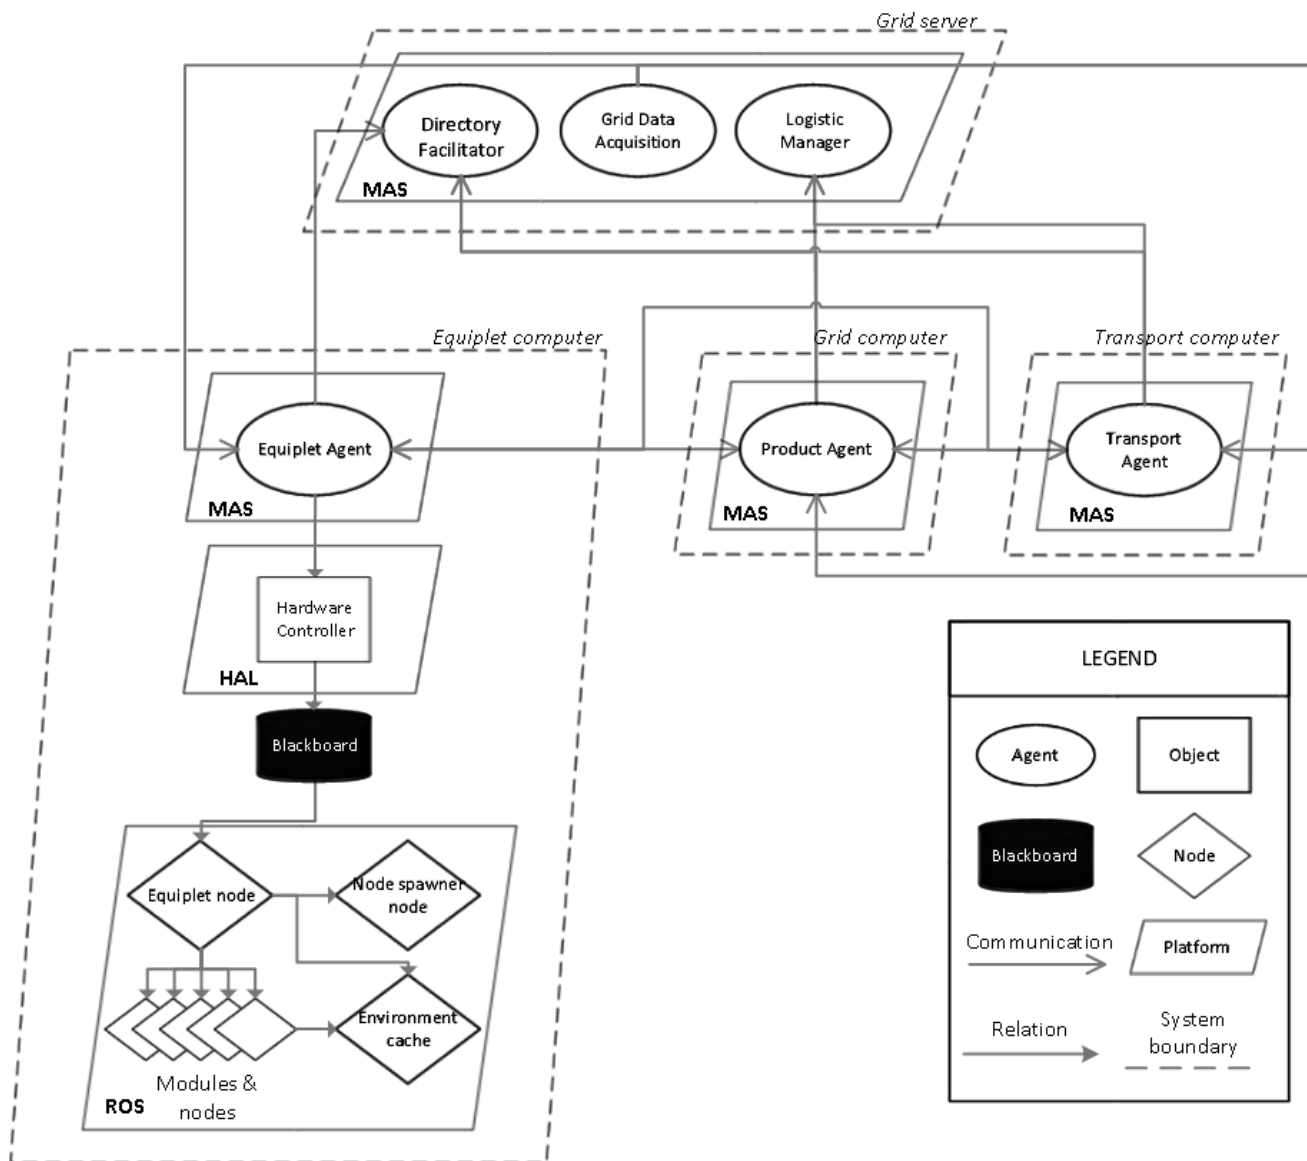 Grid server
Directory
Facilitator
Grid Data
Acquisition
Logistic
Manager
MAS
Equiplet computer
Grid computer
Transport computer
Equiplet Agent
MAS
Product Agent
MAS
Transport
Agent
MAS
Hardware
Controller
HAL
Blackboard
Equiplet node
Node spawner
node
Environment
cache
Modules &
nodes
ROS
LEGEND
Agent
Object
Blackboard
Node
Communication
Platform
Relation
System
boundary